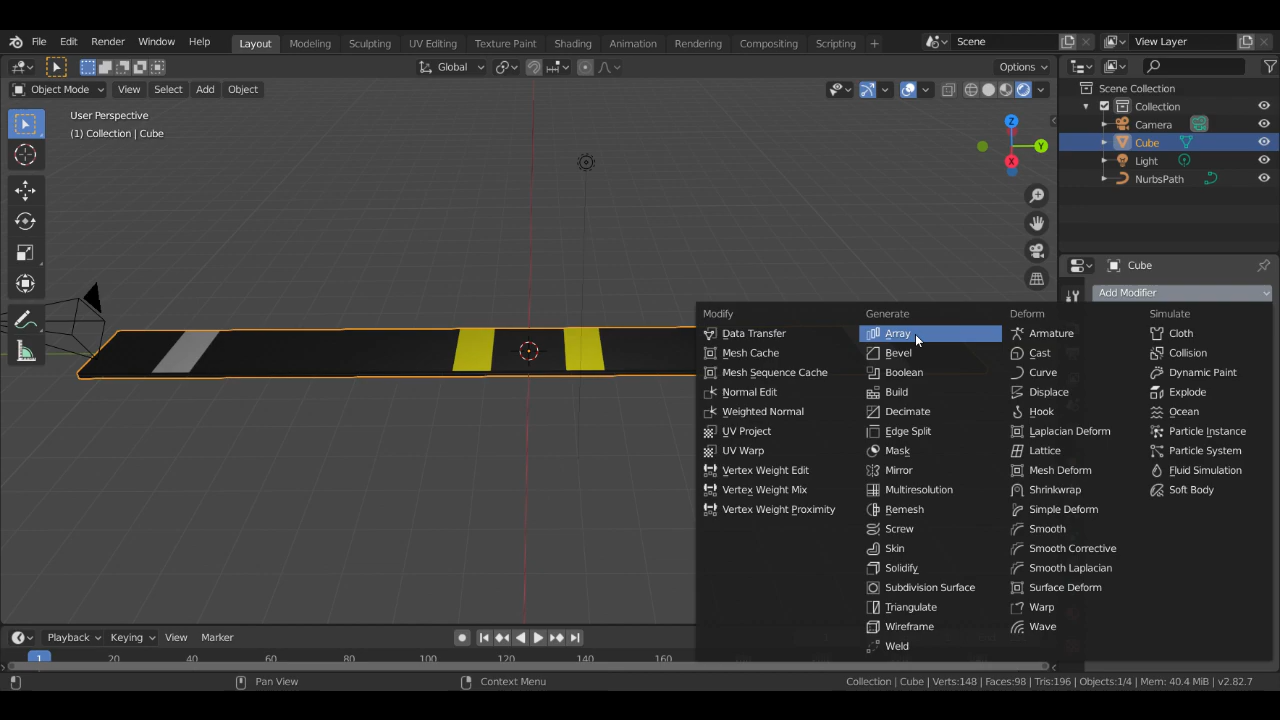 File Edit Render Window Help Layout Modeling Sculpting UV Editing Texture Paint Shading Animation Rendering Compositing Scripting + Scene View Layer
Global Options
Object Mode View Select Add Object
User Perspective
(1) Collection | Cube
Z
Y
X
Scene Collection
Collection
Camera
Cube
Light
NurbsPath
Cube
Add Modifier
Modify Generate Deform Simulate
Data Transfer Array Armature Cloth
Mesh Cache Bevel Cast Collision
Mesh Sequence Cache Boolean Curve Dynamic Paint
Normal Edit Build Displace Explode
Weighted Normal Decimate Hook Ocean
UV Project Edge Split Laplacian Deform Particle Instance
UV Warp Mask Lattice Particle System
Vertex Weight Edit Mirror Mesh Deform Fluid Simulation
Vertex Weight Mix Multiresolution Shrinkwrap Soft Body
Vertex Weight Proximity Remesh Simple Deform
Screw Smooth
Skin Smooth Corrective
Solidify Smooth Laplacian
Subdivision Surface Surface Deform
Triangulate Warp
Wireframe Wave
Weld
Playback Keying View Marker
1 20 40 60 80 100 120 140 160
Pan View Context Menu Collection | Cube | Verts:148 | Faces:98 | Tris:196 | Objects:1/4 | Mem: 40.4 MiB | v2.82.7